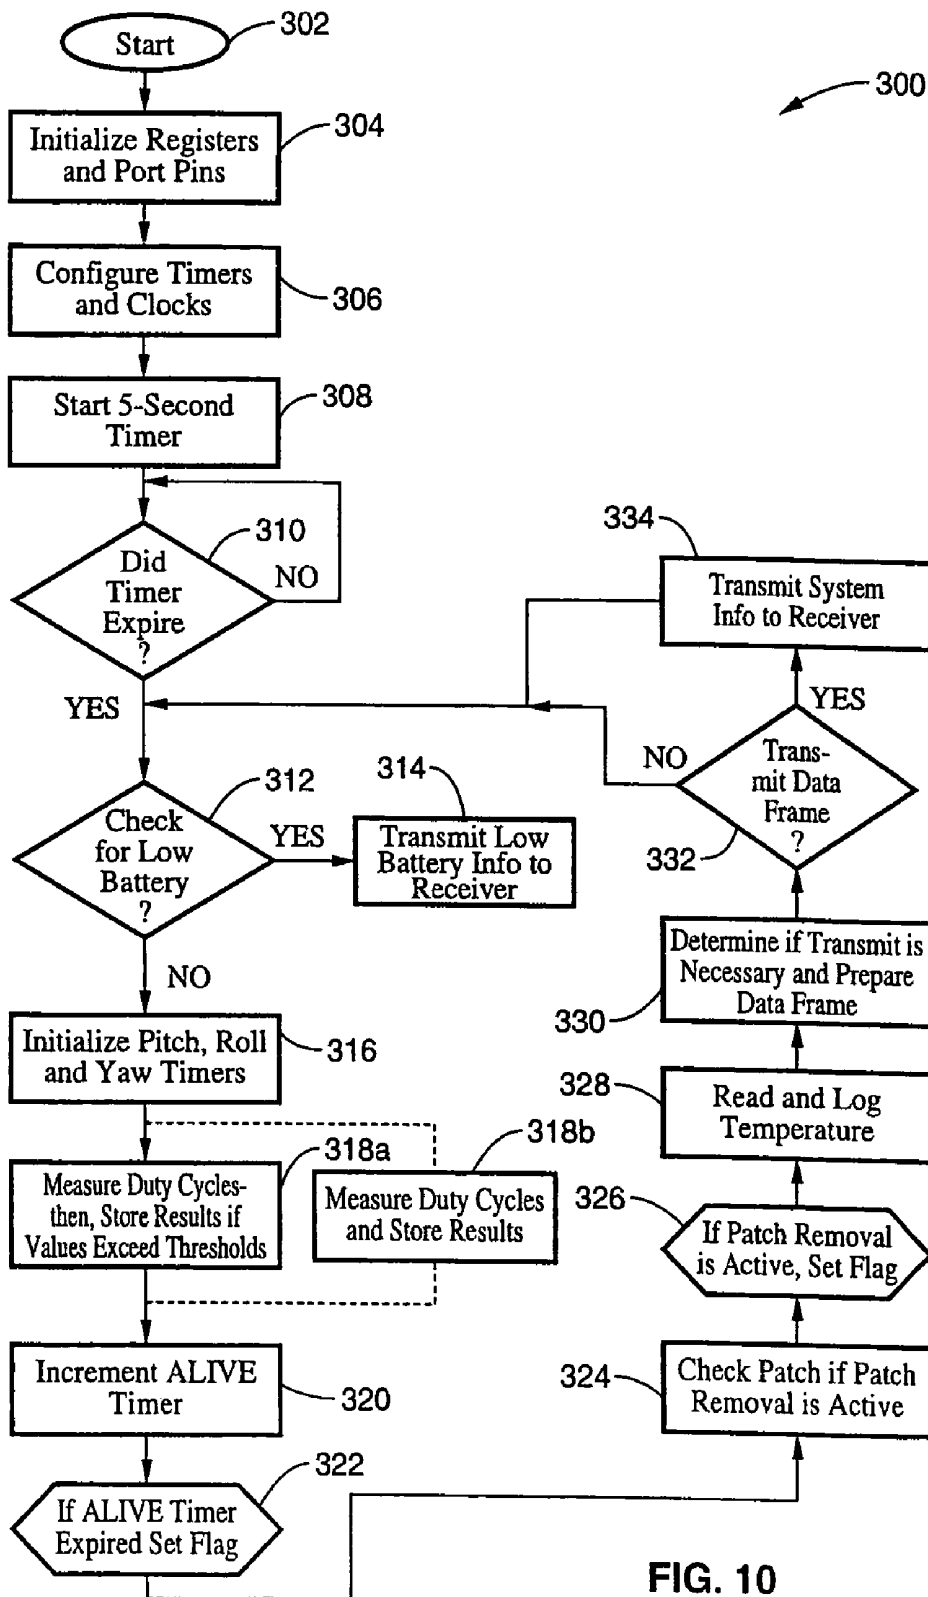 Start
302
300
Initialize Registers
and Port Pins
304
Configure Timers
and Clocks
306
Start 5-Second
Timer
308
Did
Timer
Expire
?
310
NO
YES
Check
for Low
Battery
?
312
YES
NO
314
Transmit Low
Battery Info to
Receiver
Initialize Pitch, Roll
and Yaw Timers
316
318a
Measure Duty Cycles-
then, Store Results if
Values Exceed Thresholds
318b
Measure Duty Cycles
and Store Results
Increment ALIVE
Timer
320
322
If ALIVE Timer
Expired Set Flag
324
Check Patch if Patch
Removal is Active
326
If Patch Removal
is Active, Set Flag
328
Read and Log
Temperature
330
Determine if Transmit is
Necessary and Prepare
Data Frame
332
Trans-
mit Data
Frame
?
NO
YES
334
Transmit System
Info to Receiver
FIG. 10